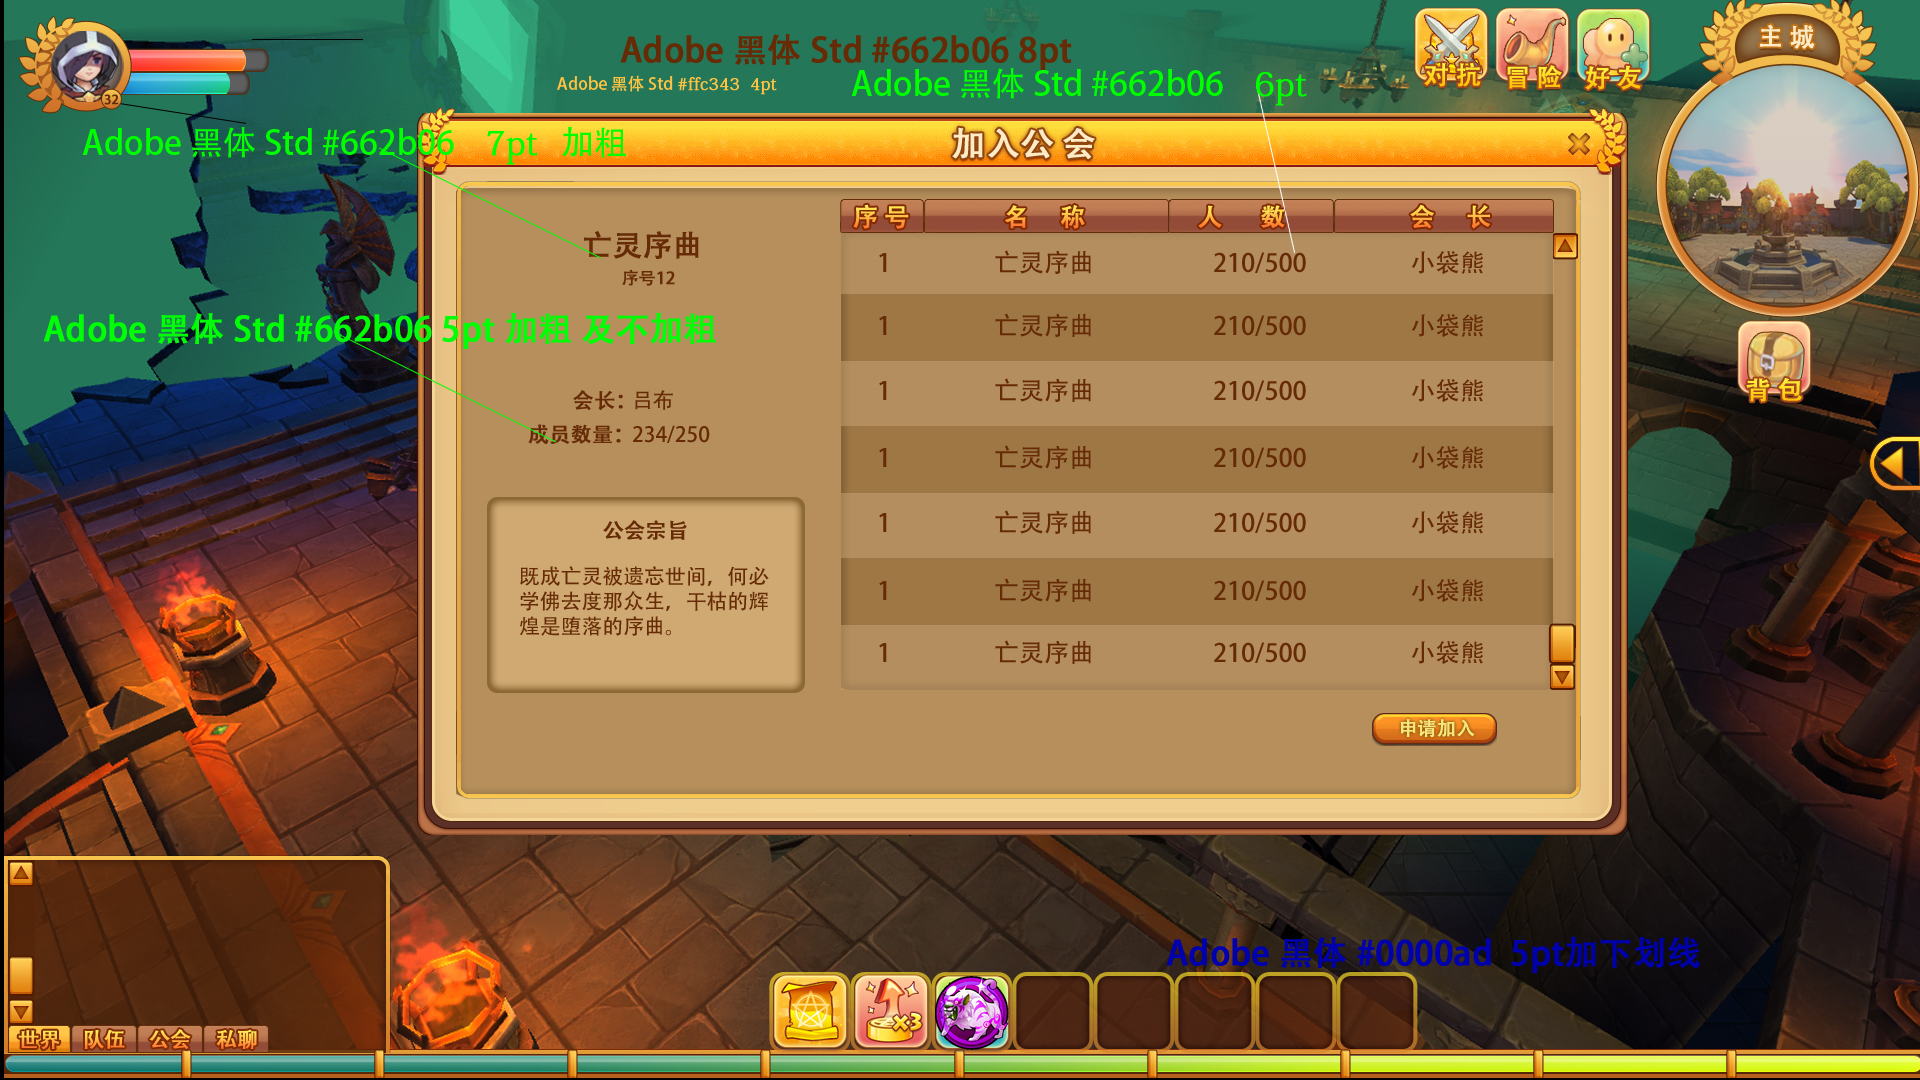 Adobe 黑体 Std #662b06 8pt
Adobe 黑体 Std #ffc343 4pt
Adobe 黑体 Std #662b06 6pt
对抗
冒险
好友
主城
32
Adobe 黑体 Std #662b06 7pt 加粗
加入公会
序号 名称 人数 会长
亡灵序曲
序号12
1 亡灵序曲 210/500 小袋熊
1 亡灵序曲 210/500 小袋熊
Adobe 黑体 Std #662b06 5pt 加粗 及不加粗
背包
1 亡灵序曲 210/500 小袋熊
会长：吕布
成员数量：234/250
1 亡灵序曲 210/500 小袋熊
1 亡灵序曲 210/500 小袋熊
公会宗旨
既成亡灵被遗忘世间，何必
学佛去度那众生，干枯的辉
煌是堕落的序曲。
1 亡灵序曲 210/500 小袋熊
1 亡灵序曲 210/500 小袋熊
申请加入
Adobe 黑体 #0000ad 5pt加下划线
×3
世界 队伍 公会 私聊